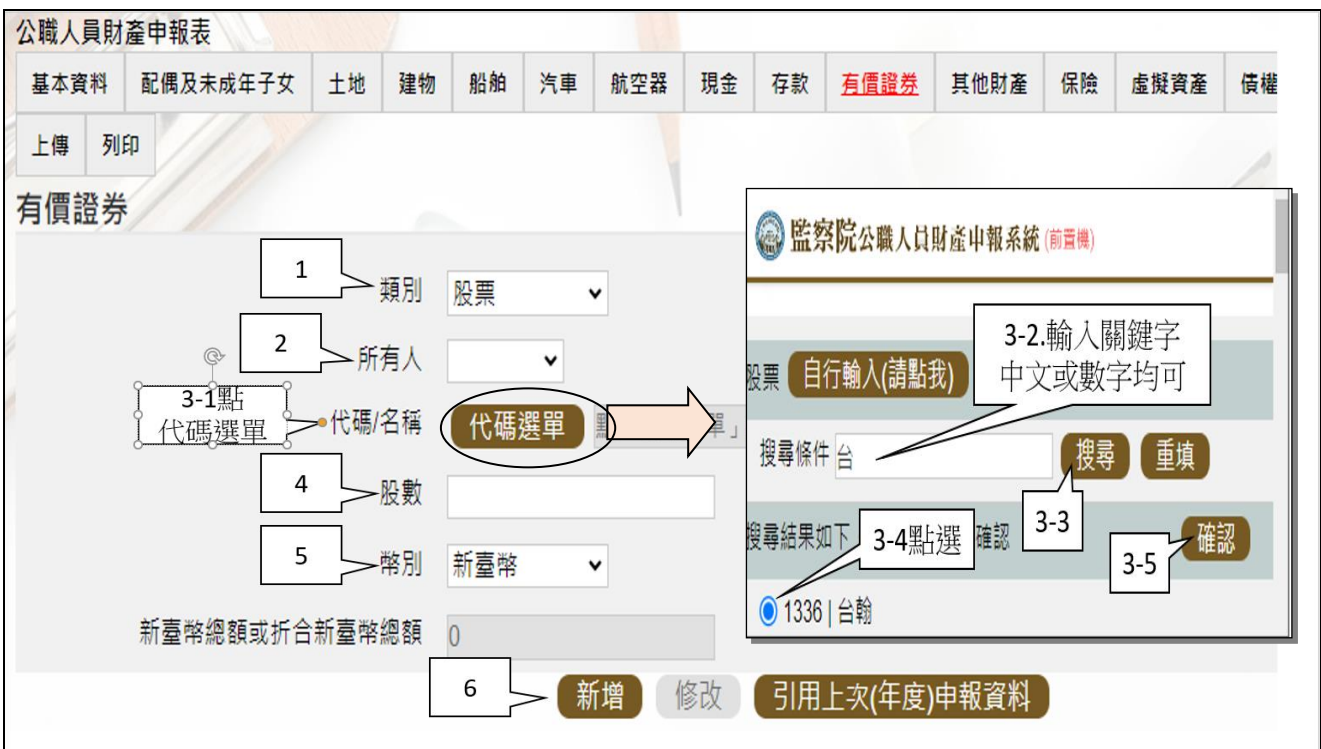 公職人員財產申報表
基本資料 配偶及未成年子女 土地 建物 船舶 汽車 航空器 現金 存款 有價證券 其他財產 保險 虛擬資產 債權
上傳 列印
有價證券
1
類別 股票
2
所有人
3-1點
代碼選單
代碼/名稱 代碼選單 單」
4
股數
5
幣別 新臺幣
新臺幣總額或折合新臺幣總額 0
6 新增 修改 引用上次(年度)申報資料
監察院公職人員財產申報系統(前置機)
股票 自行輸入(請點我)
3-2.輸入關鍵字
中文或數字均可
搜尋條件 台 搜尋 重填
3-3
搜尋結果如下 3-4點選 確認 確認
3-5
1336 | 台翰